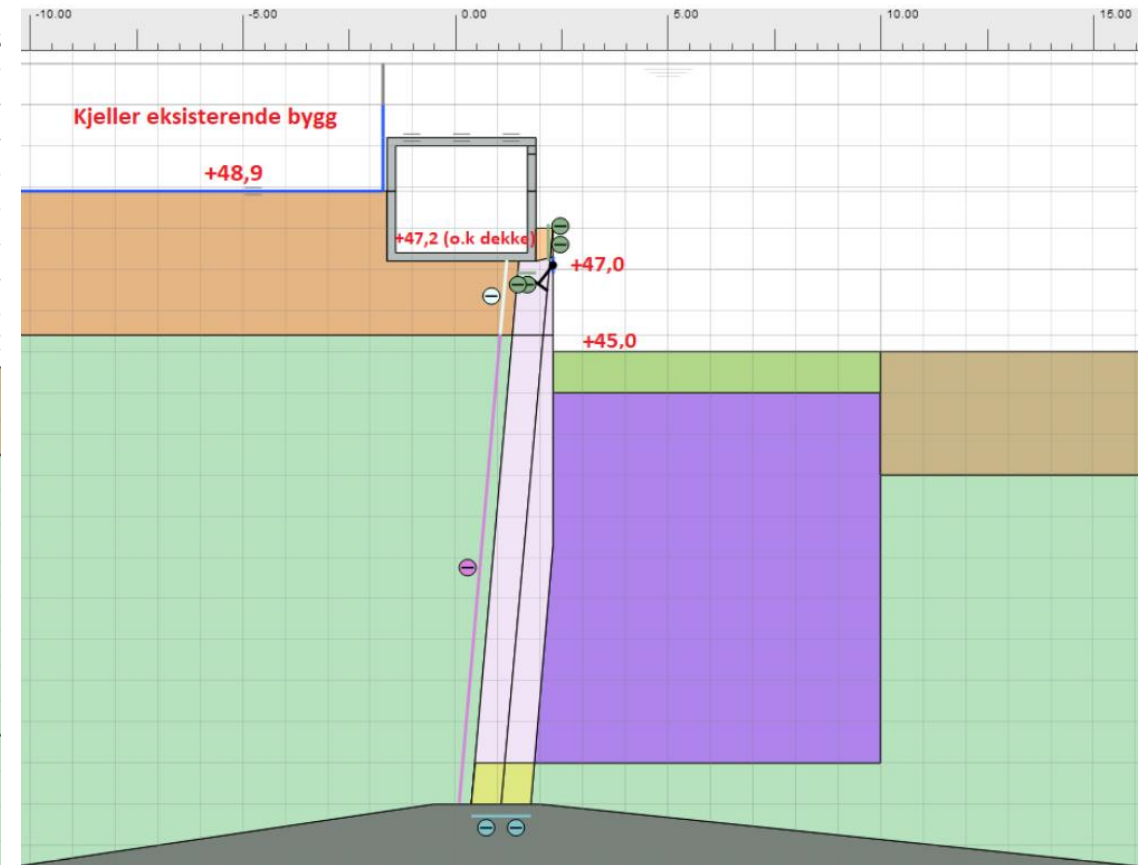 -10.00 -5.00 0.00 5.00 10.00 15.00
Kjeller eksisterende bygg
+48,9
+47,2 (o.k dekke)
+47,0
+45,0